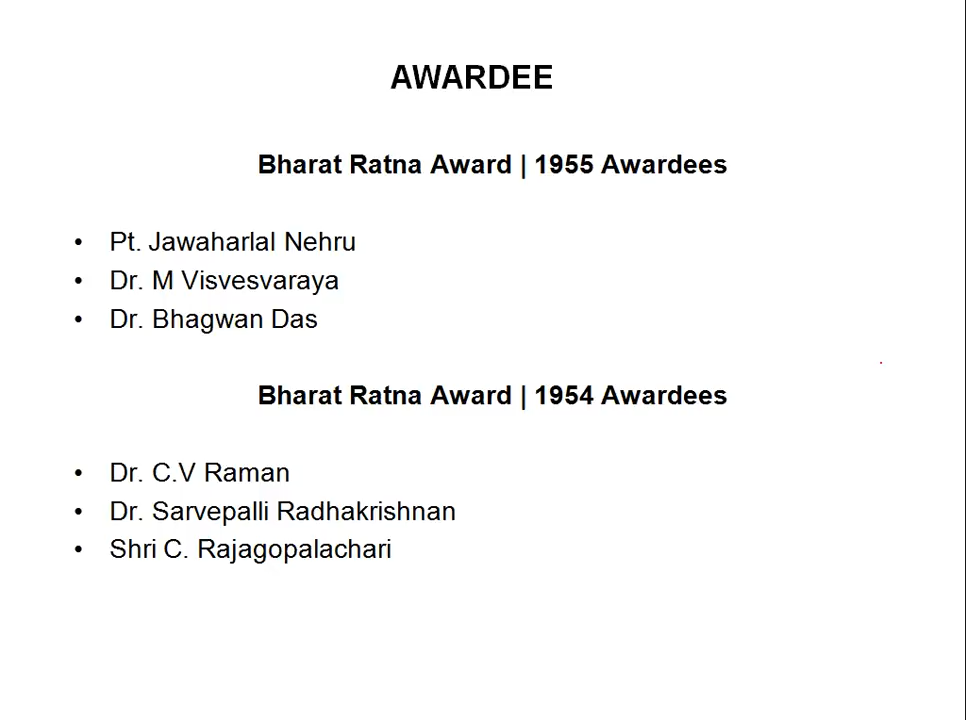 AWARDEE
Bharat Ratna Award | 1955 Awardees
• Pt. Jawaharlal Nehru
• Dr. M Visvesvaraya
• Dr. Bhagwan Das
Bharat Ratna Award | 1954 Awardees
• Dr. C.V Raman
• Dr. Sarvepalli Radhakrishnan
• Shri C. Rajagopalachari